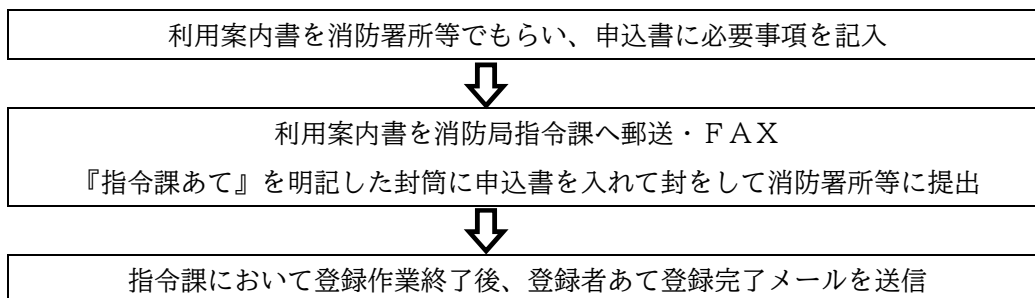 利用案内書を消防署所等でもらい、申込書に必要事項を記入
利用案内書を消防局指令課へ郵送・ＦＡＸ
『指令課あて』を明記した封筒に申込書を入れて封をして消防署所等に提出
指令課において登録作業終了後、登録者あて登録完了メールを送信